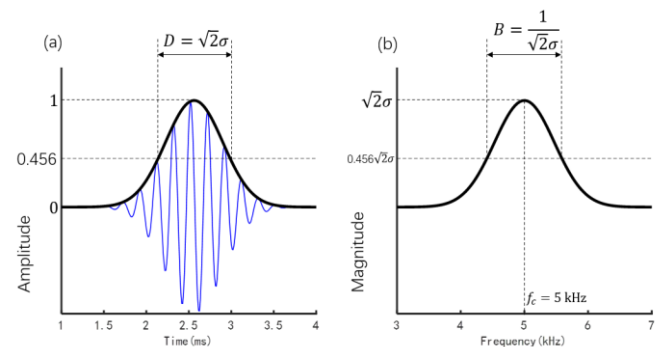 (a)
D = √2σ
1
0.456
0
Amplitude
1 1.5 2 2.5 3 3.5 4
Time(ms)
(b)
B = 1/√2σ
√2σ
0.456√2σ
Magnitude
f_c = 5 kHz
3 4 5 6 7
Frequency(kHz)